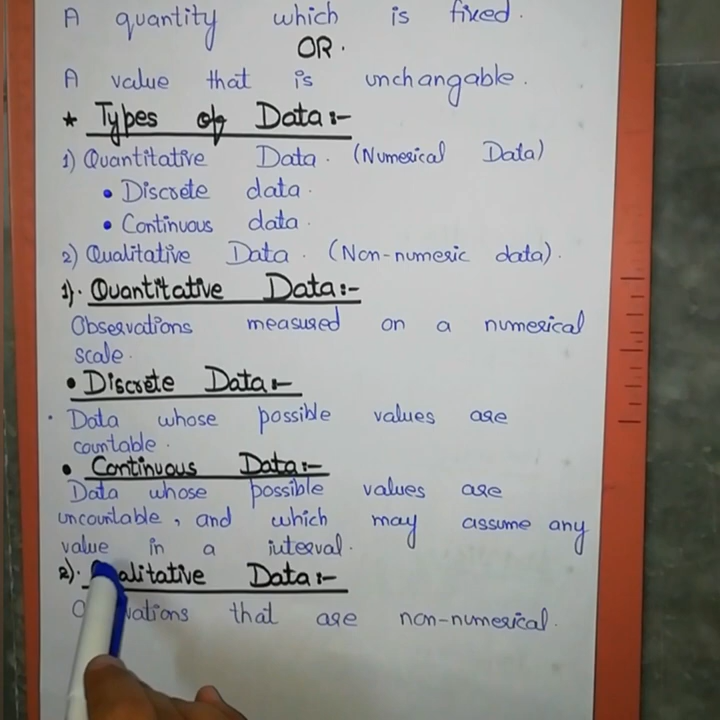 A quantity which is fixed.
OR.
A value that is unchangable.
* Types of Data:-
1) Quantitative Data. (Numerical Data)
• Discrete data.
• Continuous data.
2) Qualitative Data. (Non-numeric data).
1). Quantitative Data:-
Observations measured on a numerical
scale.
• Discrete Data:-
• Data whose possible values are
countable.
• Continuous Data:-
Data whose possible values are
uncountable, and which may assume any
value in a interval.
2). alitative Data:-
vations that are non-numerical.